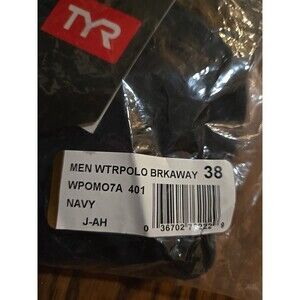 TYR
MEN WTRPOLO BRKAWAY 38
WPOMO7A 401
NAVY
J-AH